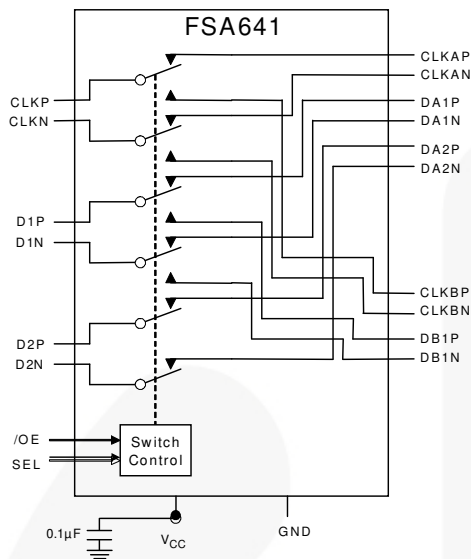 FSA641
CLKAP
CLKAN
CLKP
CLKN
DA1P
DA1N
DA2P
DA2N
D1P
D1N
CLKBP
CLKBN
DB1P
DB1N
D2P
D2N
/OE
SEL
Switch
Control
0.1µF
VCC
GND